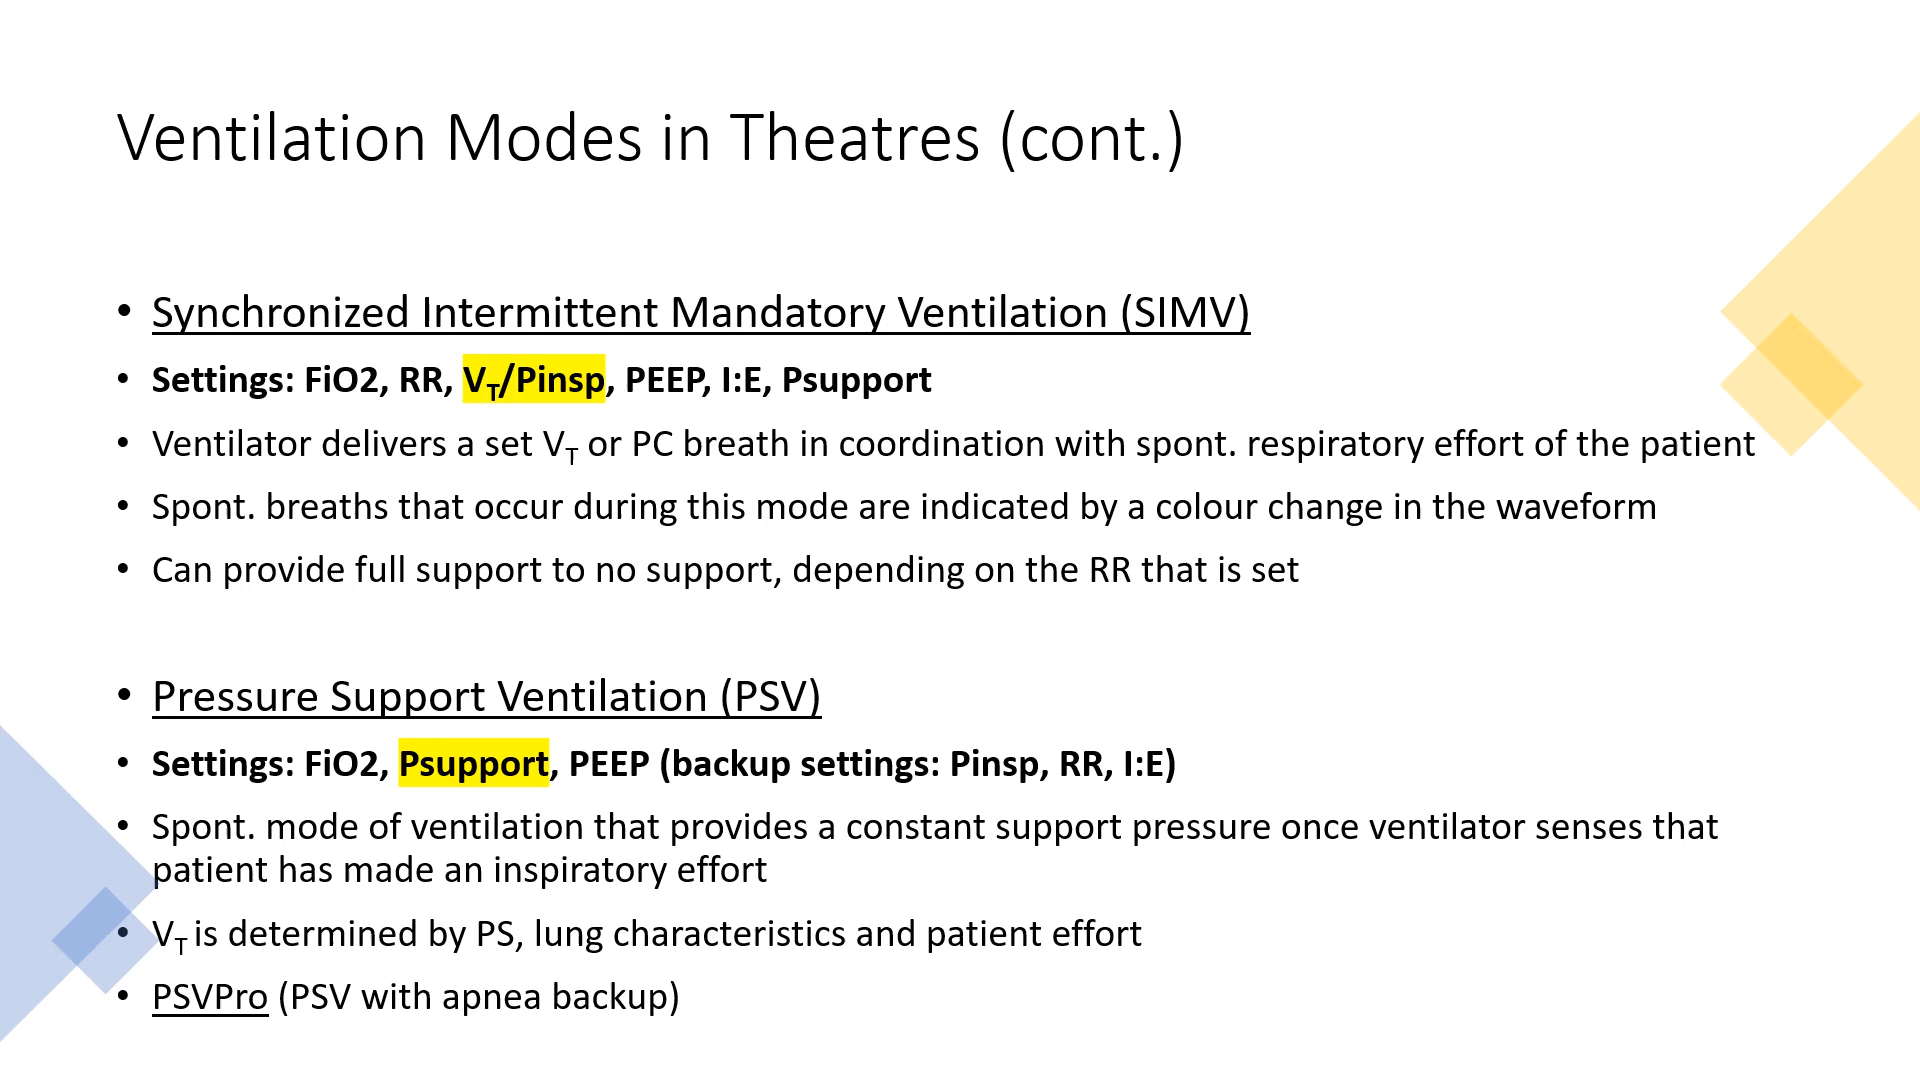 Ventilation Modes in Theatres (cont.)
• Synchronized Intermittent Mandatory Ventilation (SIMV)
• Settings: FiO2, RR, VT/Pinsp, PEEP, I:E, Psupport
• Ventilator delivers a set VT or PC breath in coordination with spont. respiratory effort of the patient
• Spont. breaths that occur during this mode are indicated by a colour change in the waveform
• Can provide full support to no support, depending on the RR that is set
• Pressure Support Ventilation (PSV)
• Settings: FiO2, Psupport, PEEP (backup settings: Pinsp, RR, I:E)
• Spont. mode of ventilation that provides a constant support pressure once ventilator senses that
patient has made an inspiratory effort
• VT is determined by PS, lung characteristics and patient effort
• PSVPro (PSV with apnea backup)